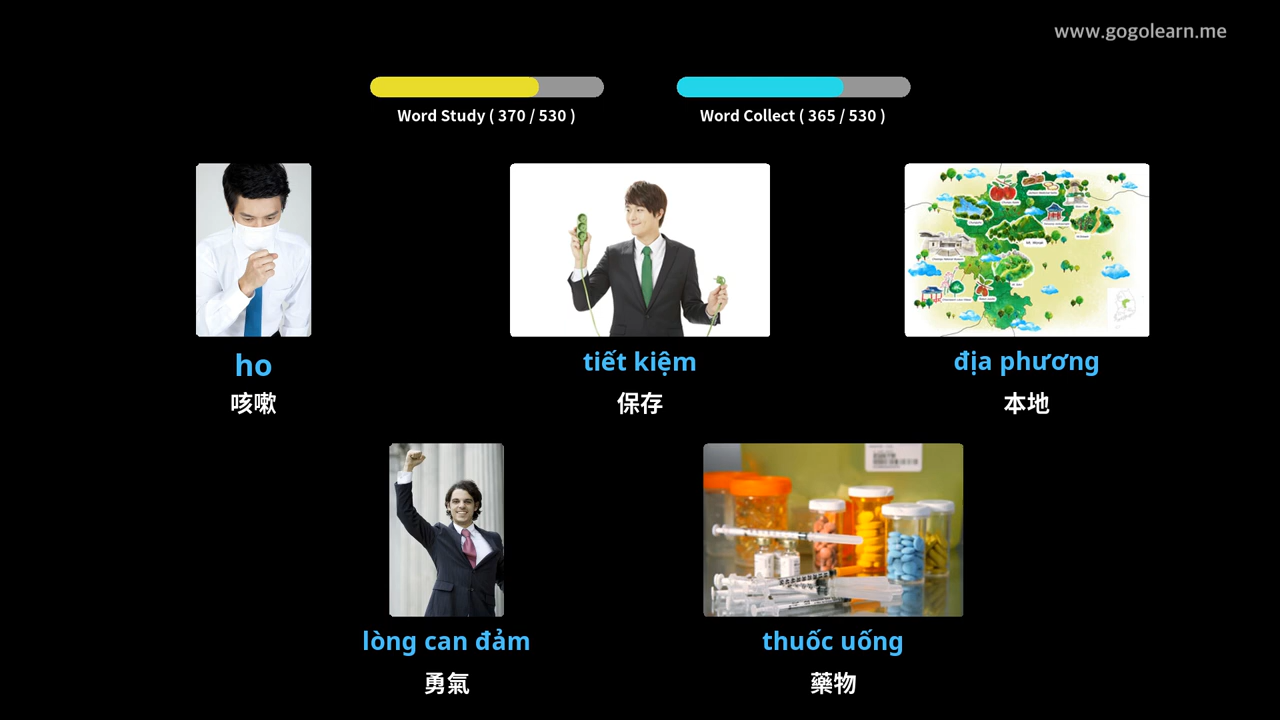 www.gogolearn.me
Word Study ( 370 / 530 )
Word Collect ( 365 / 530 )
ho
tiết kiệm
địa phương
咳嗽
保存
本地
lòng can đảm
thuốc uống
勇氣
藥物